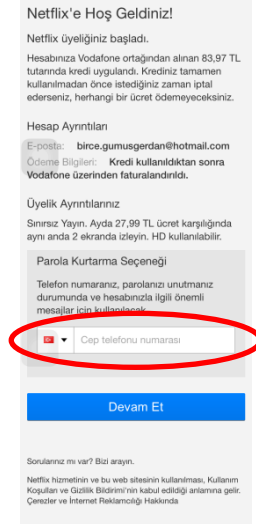 Netflix'e Hoş Geldiniz!
Netflix üyeliğiniz başladı.
Hesabınıza Vodafone ortağından alınan 83,97 TL
tutarında kredi uygulandı. Krediniz tamamen
kullanılmadan önce istediğiniz zaman iptal
ederseniz, herhangi bir ücret ödemeyeceksiniz.
Hesap Ayrıntıları
E-posta: birce.gumusgerdan@hotmail.com
Ödeme Bilgileri: Kredi kullanıldıktan sonra
Vodafone üzerinden faturalandırıldı.
Üyelik Ayrıntılarınız
Sınırsız Yayın. Ayda 27,99 TL ücret karşılığında
aynı anda 2 ekranda izleyin. HD kullanılabilir.
Parola Kurtarma Seçeneği
Telefon numaranız, parolanızı unutmanız
durumunda ve hesabınızla ilgili önemli
mesajlar için kullanılacak.
Cep telefonu numarası
Devam Et
Sorularınız mı var? Bizi arayın.
Netflix hizmetinin ve bu web sitesinin kullanılması, Kullanım
Koşulları ve Gizlilik Bildirimi'nin kabul edildiği anlamına gelir.
Çerezler ve İnternet Reklamcılığı Hakkında